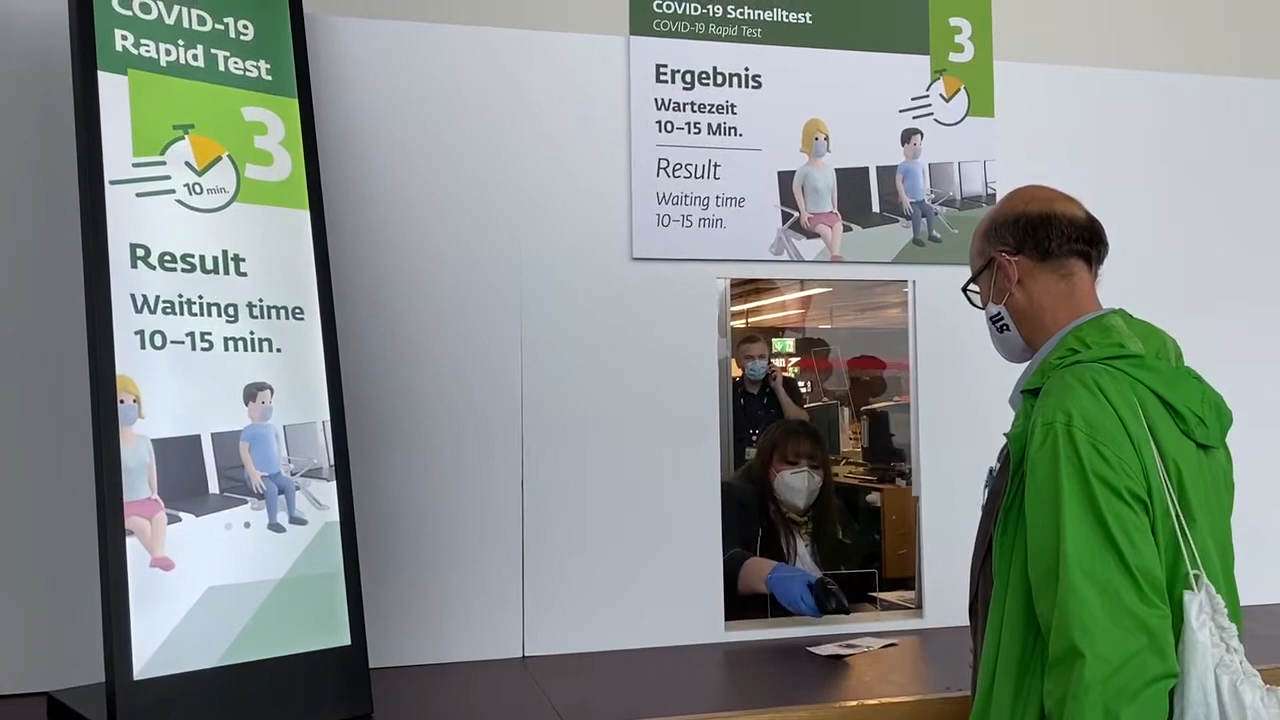 COVID-19
Rapid Test
3
10 min.
Result
Waiting time
10–15 min.
COVID-19 Schnelltest
COVID-19 Rapid Test
3
Ergebnis
Wartezeit
10–15 Min.
Result
Waiting time
10–15 min.